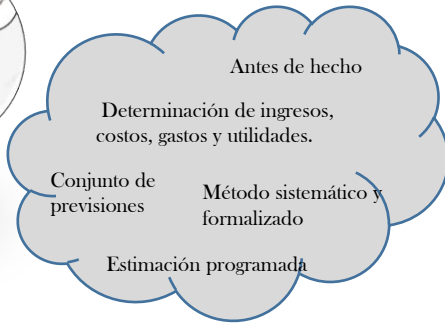 Antes de hecho
Determinación de ingresos,
costos, gastos y utilidades.
Conjunto de
previsiones
Método sistemático y
formalizado
Estimación programada